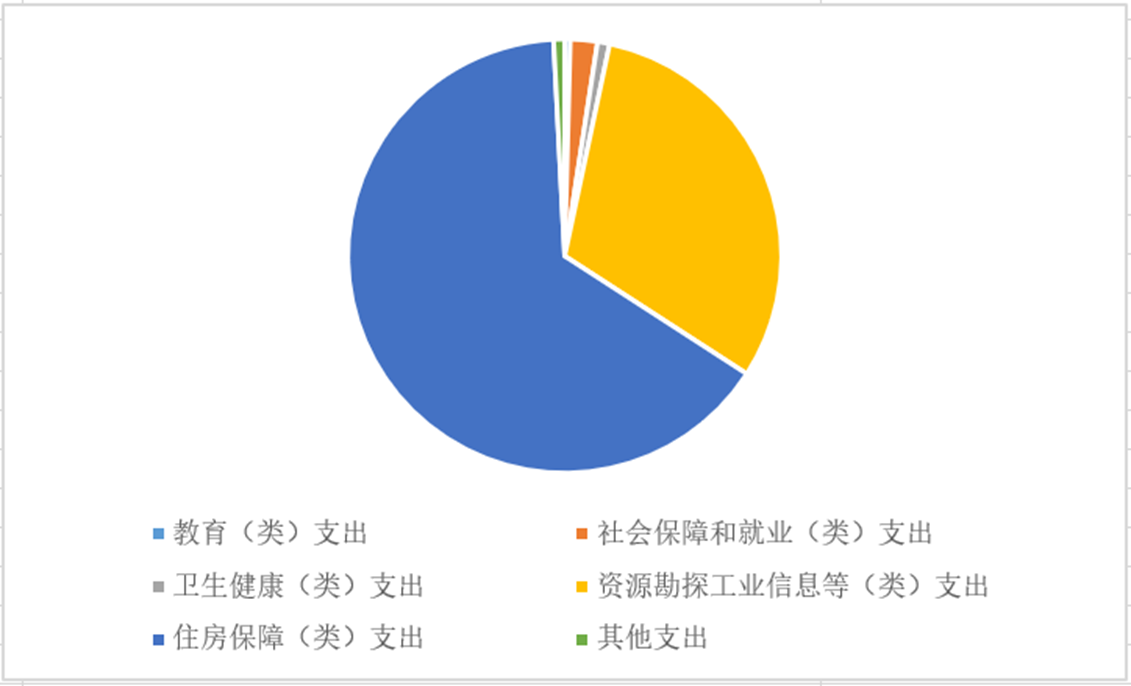 教育（类）支出
社会保障和就业（类）支出
卫生健康（类）支出
资源勘探工业信息等（类）支出
住房保障（类）支出
其他支出